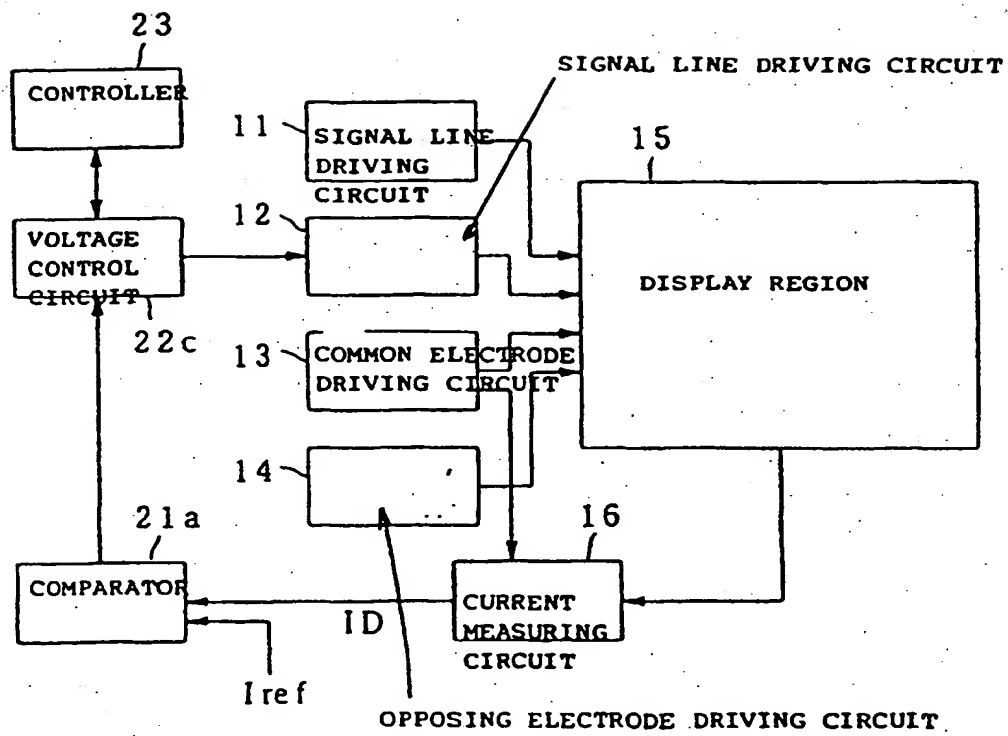 23
CONTROLLER
SIGNAL LINE DRIVING CIRCUIT
11
SIGNAL LINE
DRIVING
CIRCUIT
15
12
VOLTAGE
CONTROL
CIRCUIT
DISPLAY REGION
22c
13
COMMON ELECTRODE
DRIVING CIRCUIT
14
21a
16
COMPARATOR
ID
CURRENT
MEASURING
CIRCUIT
Iref
OPPOSING ELECTRODE DRIVING CIRCUIT